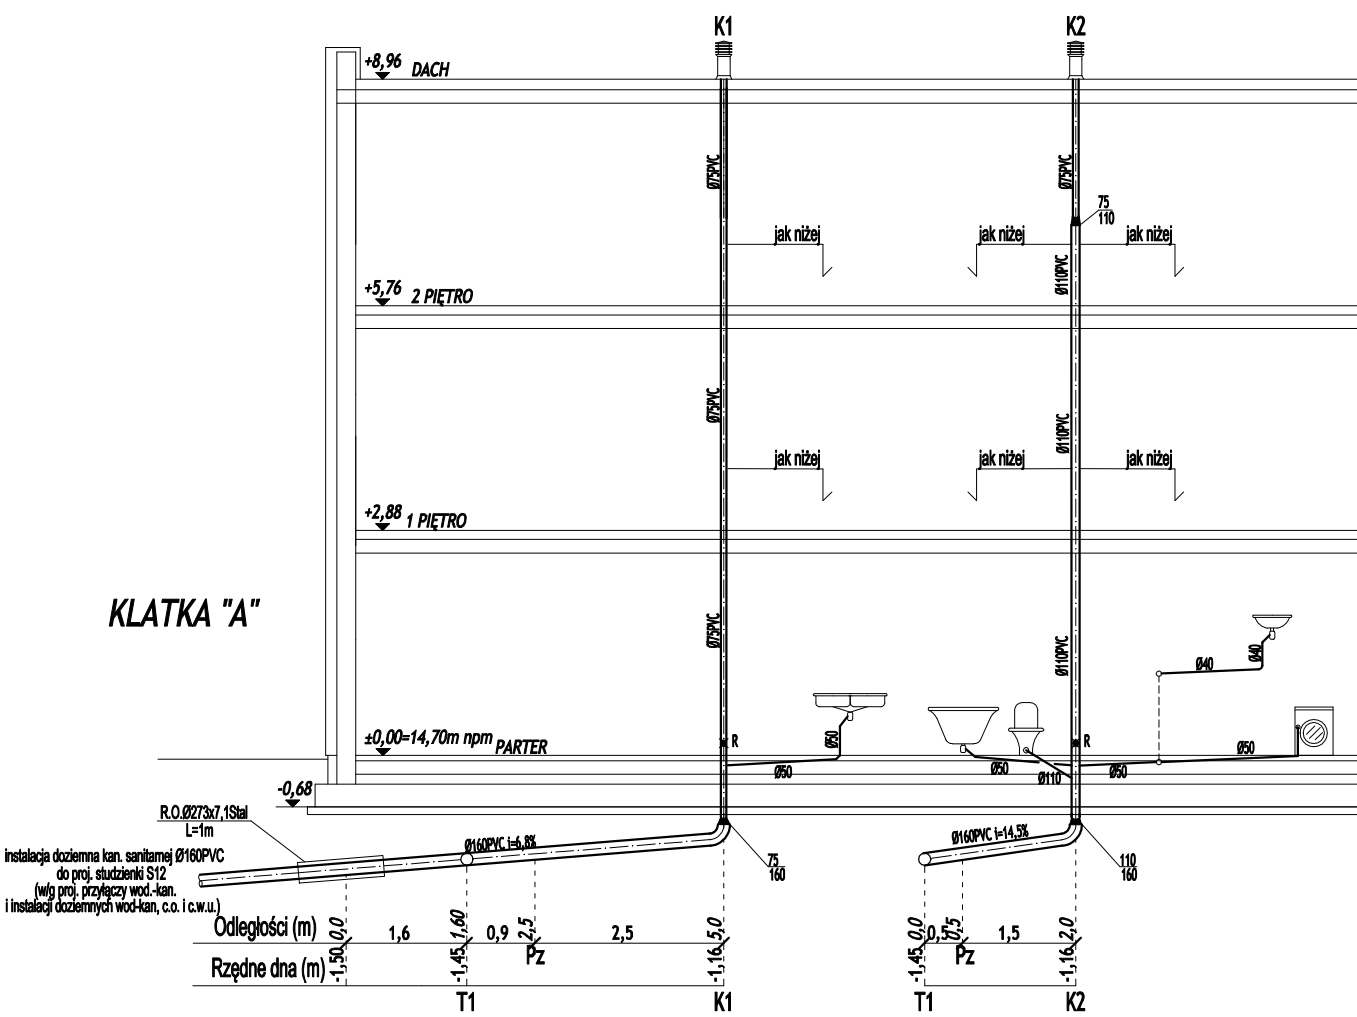 K1
K2
+8,96 DACH
Ø75PVC
Ø75PVC
75
110
jak niżej
jak niżej
jak niżej
Ø110PVC
+5,76 2 PIĘTRO
Ø75PVC
Ø110PVC
jak niżej
jak niżej
jak niżej
+2,88 1 PIĘTRO
KLATKA "A"
Ø75PVC
Ø110PVC
Ø40
Ø40
±0,00=14,70m npm PARTER
R
R
Ø50
Ø50
Ø50
Ø110
Ø50
Ø50
-0,68
R.O.Ø273x7,1Stal
L=1m
Ø160PVC i=6,8%
Ø160PVC i=14,5%
75
160
110
160
instalacja doziemna kan. sanitarnej Ø160PVC
do proj. studzienki S12
(w/g proj. przyłączy wod.-kan.
i instalacji doziemnych wod-kan, c.o. i c.w.u.)
Odległości (m) 0,0 1,6 1,60 0,9 2,5 2,5 5,0 0,0 0,5 0,5 1,5 2,0
Pz
Pz
Rzędne dna (m) -1,50 -1,45 -1,16 -1,45 -1,16
T1 K1 T1 K2